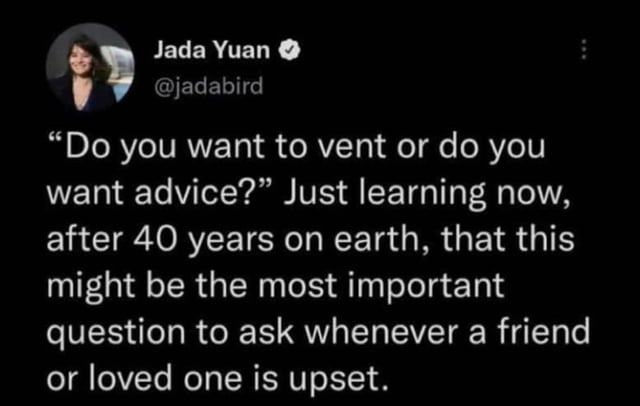 Jada Yuan
@jadabird
“Do you want to vent or do you
want advice?” Just learning now,
after 40 years on earth, that this
might be the most important
question to ask whenever a friend
or loved one is upset.